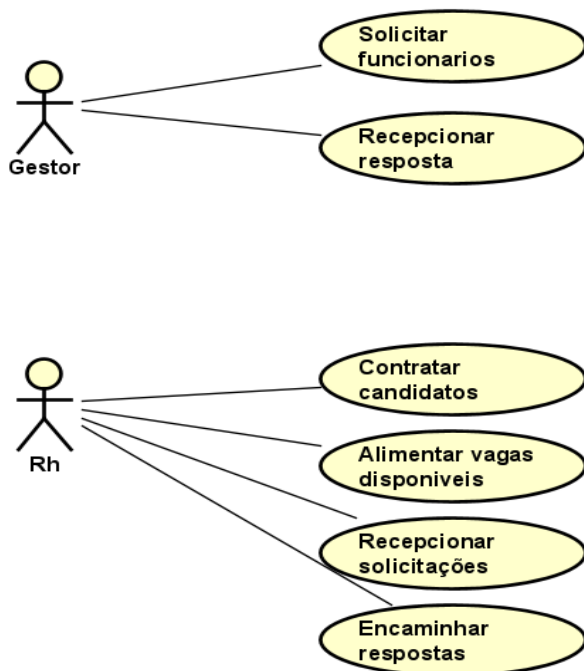 Solicitar
funcionarios
Recepcionar
resposta
Gestor
Contratar
candidatos
Alimentar vagas
disponiveis
Rh
Recepcionar
solicitações
Encaminhar
respostas